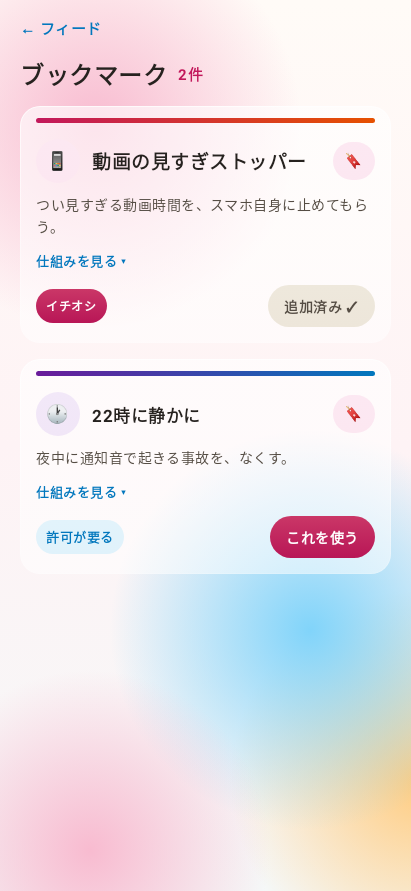 ← フィード
ブックマーク 2件
動画の見すぎストッパー
つい見すぎる動画時間を、スマホ自身に止めてもら
う。
仕組みを見る ▾
イチオシ
追加済み ✓
22時に静かに
夜中に通知音で起きる事故を、なくす。
仕組みを見る ▾
許可が要る
これを使う